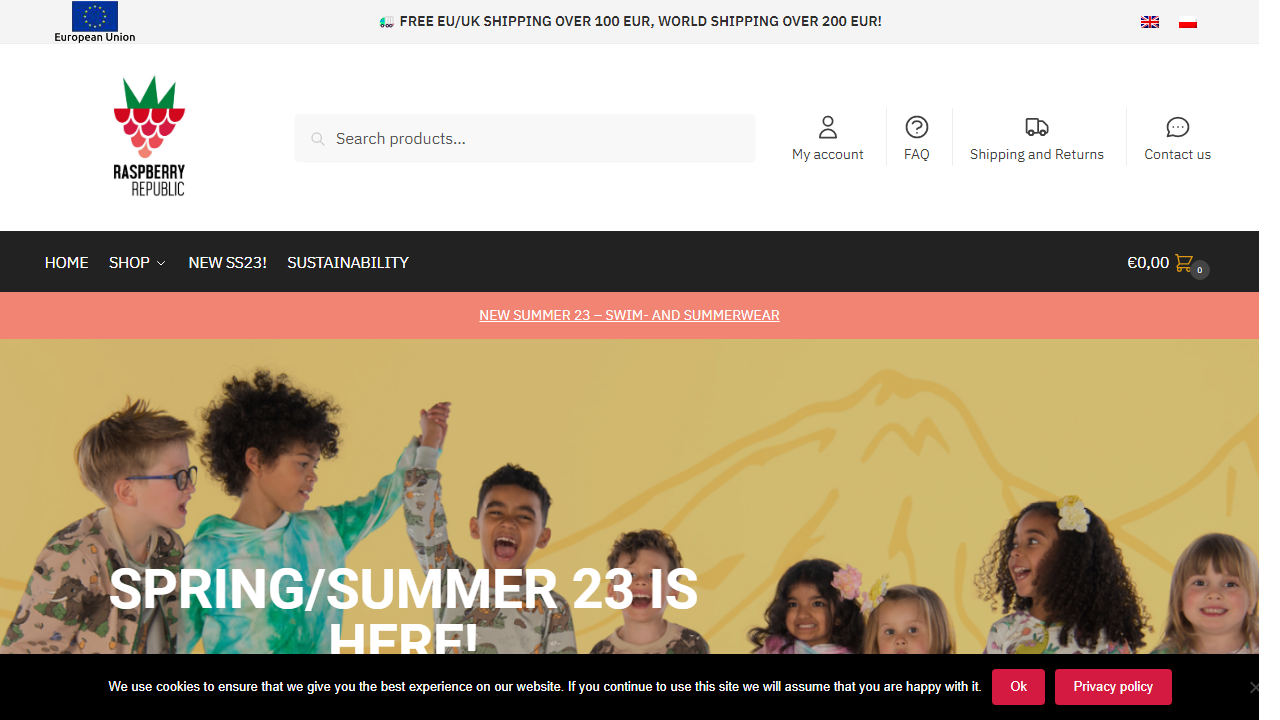 European Union
FREE EU/UK SHIPPING OVER 100 EUR, WORLD SHIPPING OVER 200 EUR!
RASPBERRY
REPUBLIC
Search products…
My account
FAQ
Shipping and Returns
Contact us
HOME
SHOP
NEW SS23!
SUSTAINABILITY
€0,00
0
NEW SUMMER 23 – SWIM- AND SUMMERWEAR
SPRING/SUMMER 23 IS
HERE!
We use cookies to ensure that we give you the best experience on our website. If you continue to use this site we will assume that you are happy with it.
Ok
Privacy policy